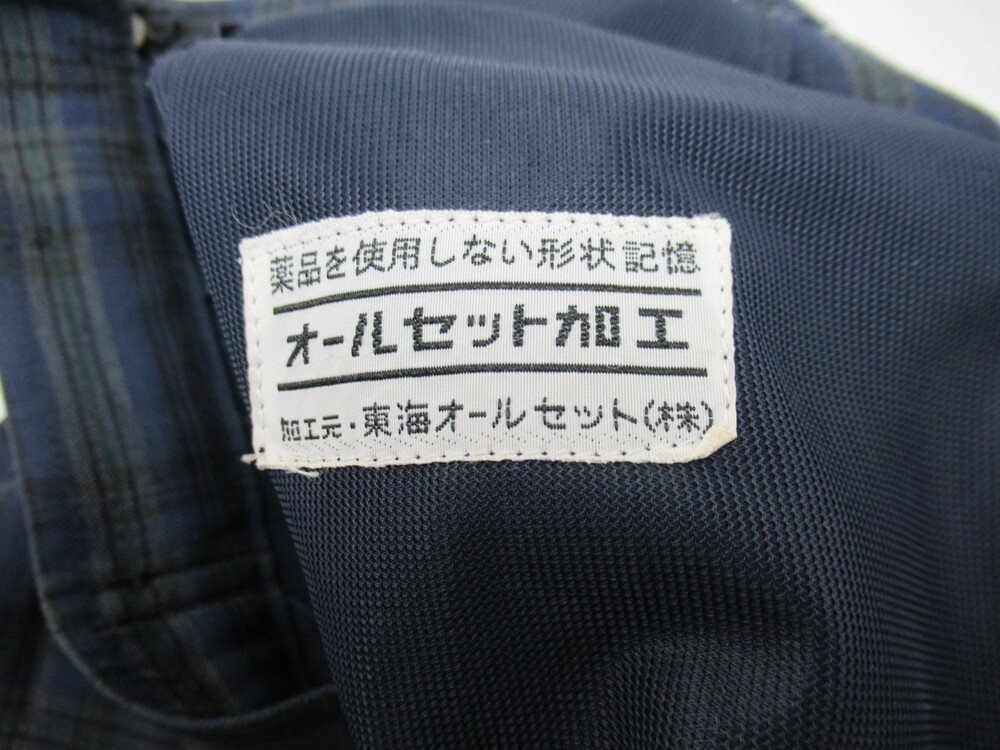 薬品を使用しない形状記憶
オールセット加工
加工元・東海オールセット(株)